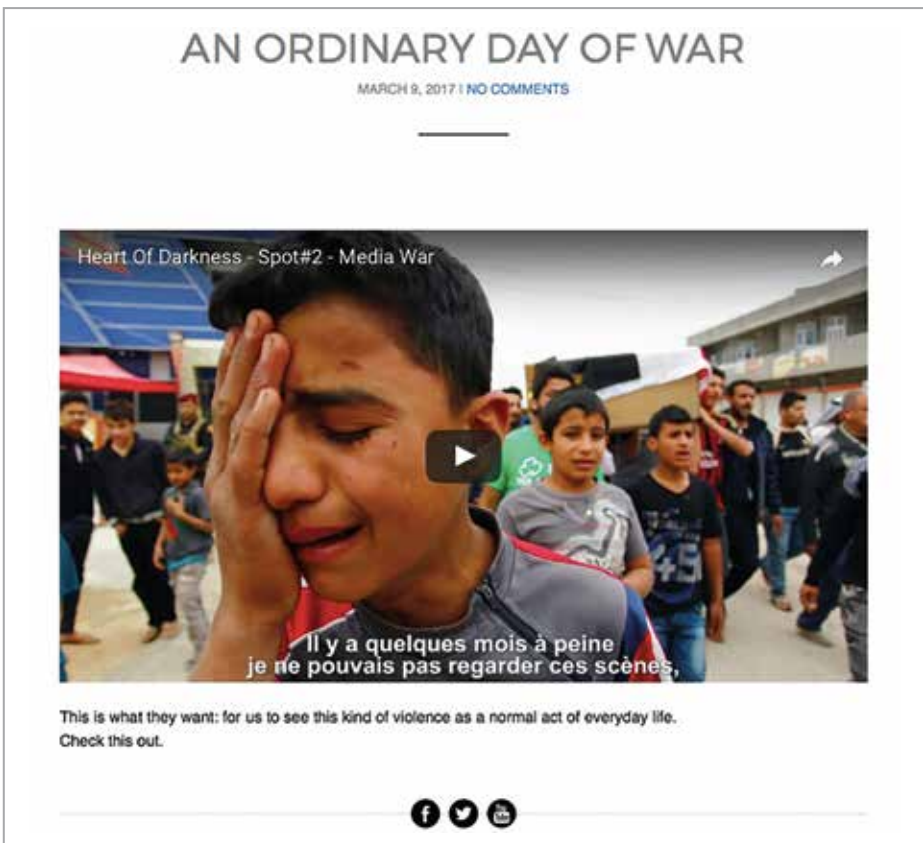 AN ORDINARY DAY OF WAR
MARCH 9, 2017 | NO COMMENTS
Heart Of Darkness - Spot#2 - Media War
45
Il y a quelques mois à peine
je ne pouvais pas regarder ces scènes,
This is what they want: for us to see this kind of violence as a normal act of everyday life.
Check this out.